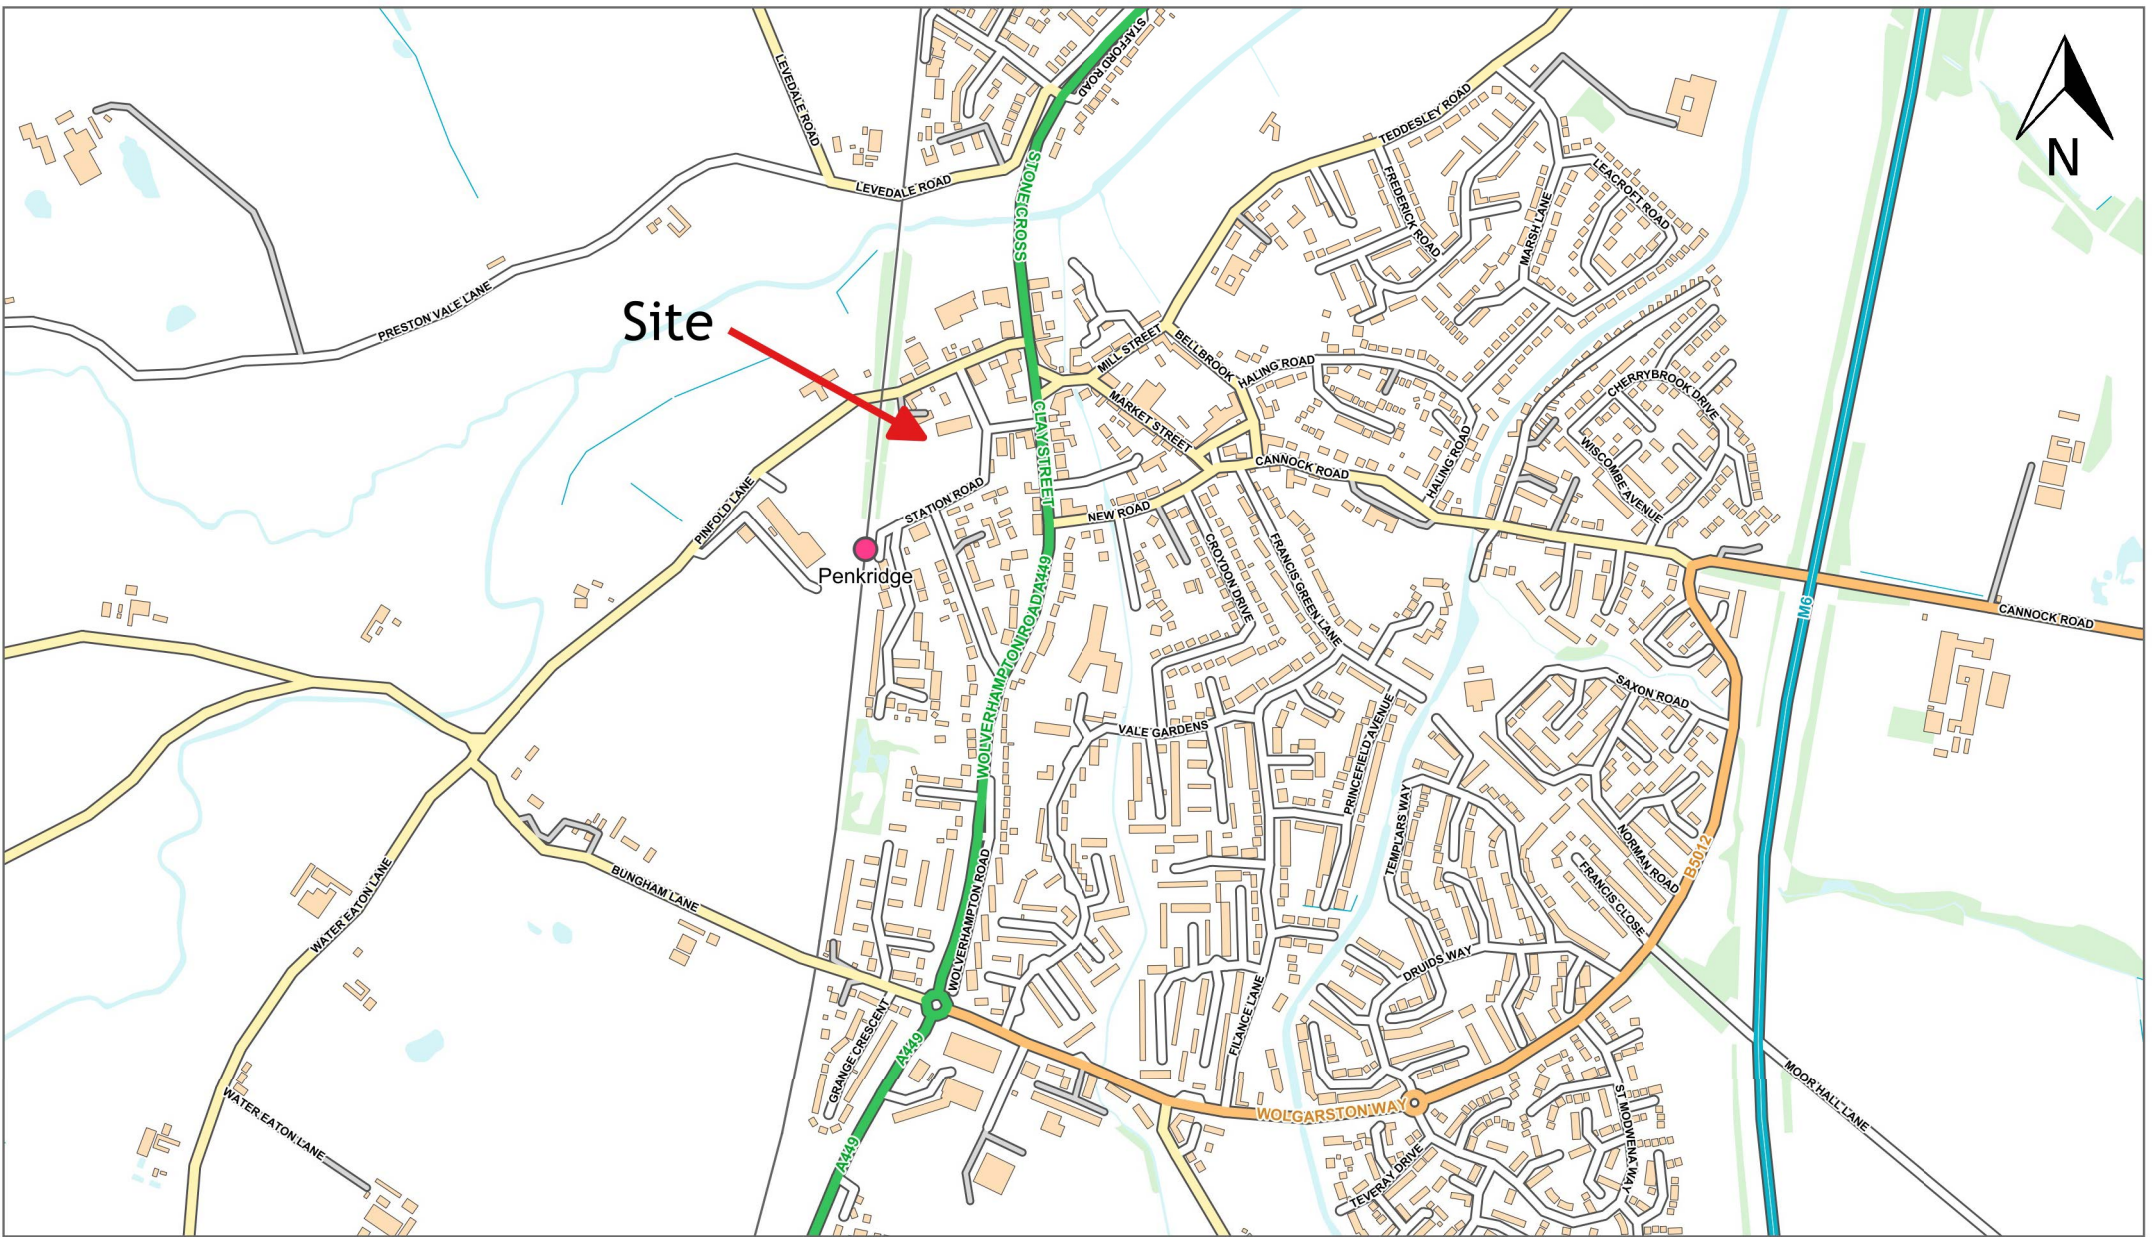 STAFFORD ROAD
LEVEDALE ROAD
TEDDESLEY ROAD
N
LEVEDALE ROAD
STONE CROSS
FREDERICK ROAD
LEACROFT ROAD
MARSH LANE
PRESTON VALE LANE
Site
MILL STREET
BELLBROOK
HALING ROAD
CHERRYBROOK DRIVE
MARKET STREET
CLAY STREET
WISCOMBE AVENUE
CANNOCK ROAD
HALING ROAD
PINFOLD LANE
STATION ROAD
NEW ROAD
Penkridge
CROYDON DRIVE
FRANCIS GREEN LANE
M6
CANNOCK ROAD
WOLVERHAMPTON ROAD A449
SAXON ROAD
VALE GARDENS
PRINCEFIELD AVENUE
TEMPLARS WAY
NORMAN ROAD
B5012
FRANCIS CLOSE
BUNGHAM LANE
WATER EATON LANE
WOLVERHAMPTON ROAD
DRUIDS WAY
FILANCE LANE
GRANGE CRESCENT
A449
WATER EATON LANE
WOLGARSTON WAY
MOOR HALL LANE
ST MODWENA WAY
A449
TEVERAY DRIVE